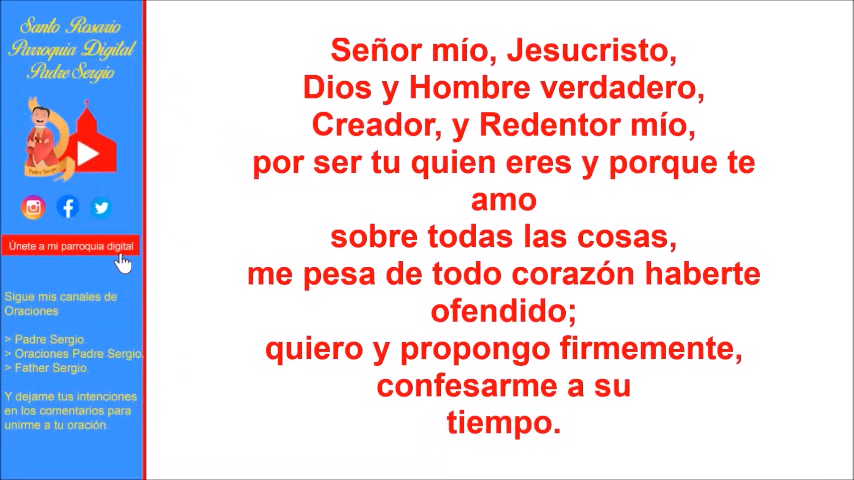 Santo Rosario
Parroquia Digital
Padre Sergio
Padre Sergio
Únete a mi parroquia digital
Sigue mis canales de
Oraciones
> Padre Sergio.
> Oraciones Padre Sergio.
> Father Sergio.
Y dejame tus intenciones
en los comentarios para
unirme a tu oración.
Señor mío, Jesucristo,
Dios y Hombre verdadero,
Creador, y Redentor mío,
por ser tu quien eres y porque te
amo
sobre todas las cosas,
me pesa de todo corazón haberte
ofendido;
quiero y propongo firmemente,
confesarme a su
tiempo.